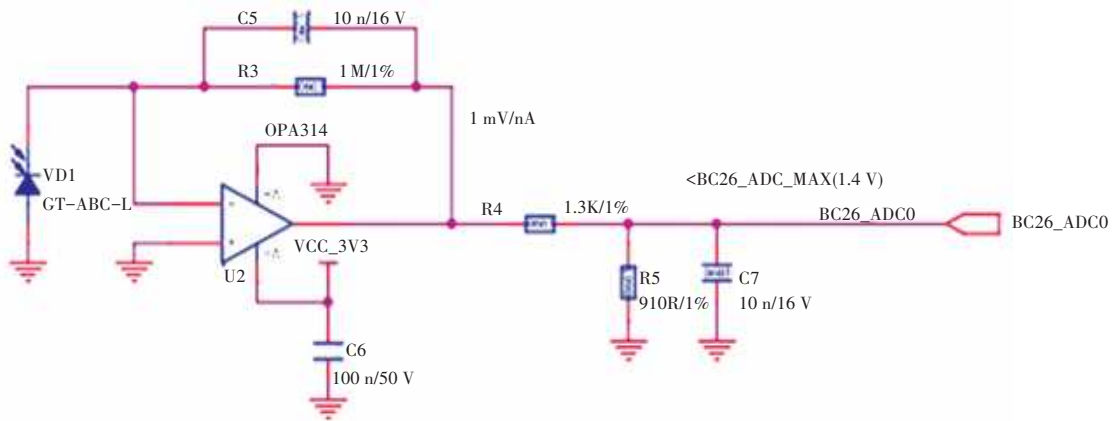 C5 10 n/16 V
R3 1 M/1%
1 mV/nA
OPA314
VD1
GT-ABC-L
<BC26_ADC_MAX(1.4 V)
R4 1.3K/1%
BC26_ADC0
BC26_ADC0
VCC_3V3
U2
R5
910R/1%
C7
10 n/16 V
C6
100 n/50 V